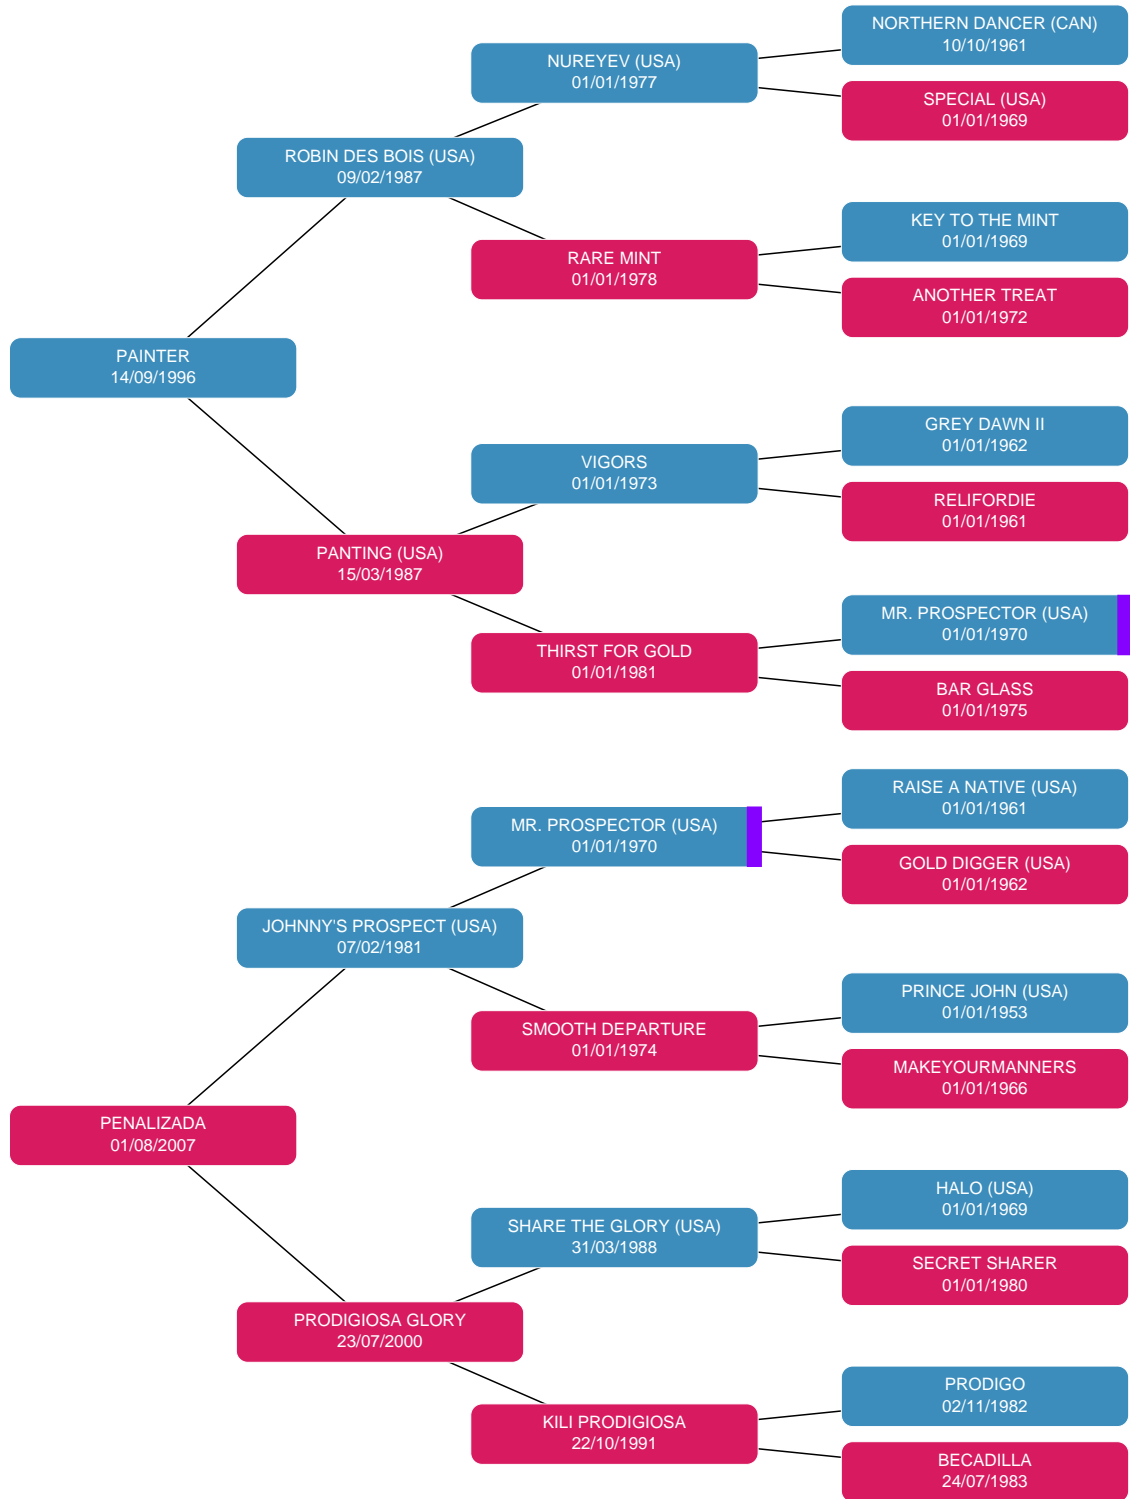 NORTHERN DANCER (CAN)
10/10/1961
NUREYEV (USA)
01/01/1977
SPECIAL (USA)
01/01/1969
ROBIN DES BOIS (USA)
09/02/1987
KEY TO THE MINT
01/01/1969
RARE MINT
01/01/1978
ANOTHER TREAT
01/01/1972
PAINTER
14/09/1996
GREY DAWN II
01/01/1962
VIGORS
01/01/1973
RELIFORDIE
01/01/1961
PANTING (USA)
15/03/1987
MR. PROSPECTOR (USA)
01/01/1970
THIRST FOR GOLD
01/01/1981
BAR GLASS
01/01/1975
RAISE A NATIVE (USA)
01/01/1961
MR. PROSPECTOR (USA)
01/01/1970
GOLD DIGGER (USA)
01/01/1962
JOHNNY'S PROSPECT (USA)
07/02/1981
PRINCE JOHN (USA)
01/01/1953
SMOOTH DEPARTURE
01/01/1974
MAKEYOURMANNERS
01/01/1966
PENALIZADA
01/08/2007
HALO (USA)
01/01/1969
SHARE THE GLORY (USA)
31/03/1988
SECRET SHARER
01/01/1980
PRODIGIOSA GLORY
23/07/2000
PRODIGO
02/11/1982
KILI PRODIGIOSA
22/10/1991
BECADILLA
24/07/1983